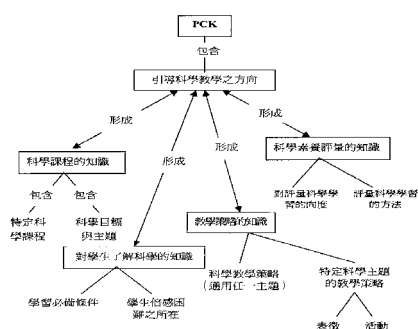 PCK
包含
引導科學教學之方向
形成
形成
形成
形成
科學課程的知識
科學素養評量的知識
包含
包含
特定科
學課程
科學目標
與主題
對評量科學學
習的向度
評量科學學習
的方法
教學策略的知識
對學生了解科學的知識
科學教學策略
(適用任一主題)
特定科學主題
的教學策略
學習必備條件
學生倍感困
難之所在
表徵
活動